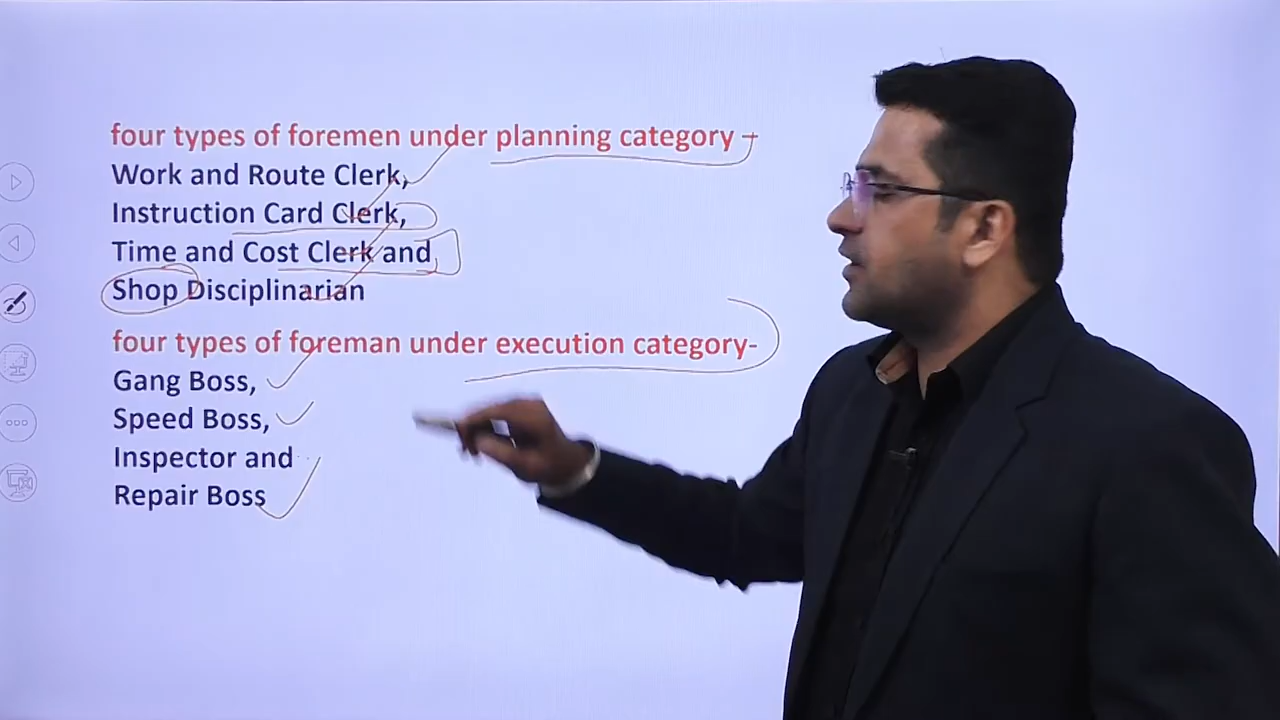 four types of foremen under planning category -
Work and Route Clerk,
Instruction Card Clerk,
Time and Cost Clerk and
Shop Disciplinarian
four types of foreman under execution category-
Gang Boss,
Speed Boss,
Inspector and
Repair Boss